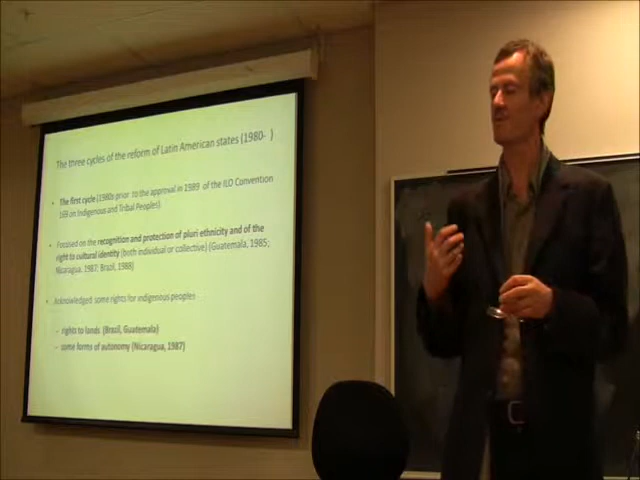 The three cycles of the reform of Latin American states (1980- )
• The first cycle (1980s prior to the approval in 1989 of the ILO Convention
169 on Indigenous and Tribal Peoples)
• Focused on the recognition and protection of pluri ethnicity and of the
right to cultural identity (both individual or collective) (Guatemala, 1985;
Nicaragua, 1987; Brazil, 1988)
• Acknowledged some rights for indigenous peoples
- rights to lands (Brazil, Guatemala)
- some forms of autonomy (Nicaragua, 1987)